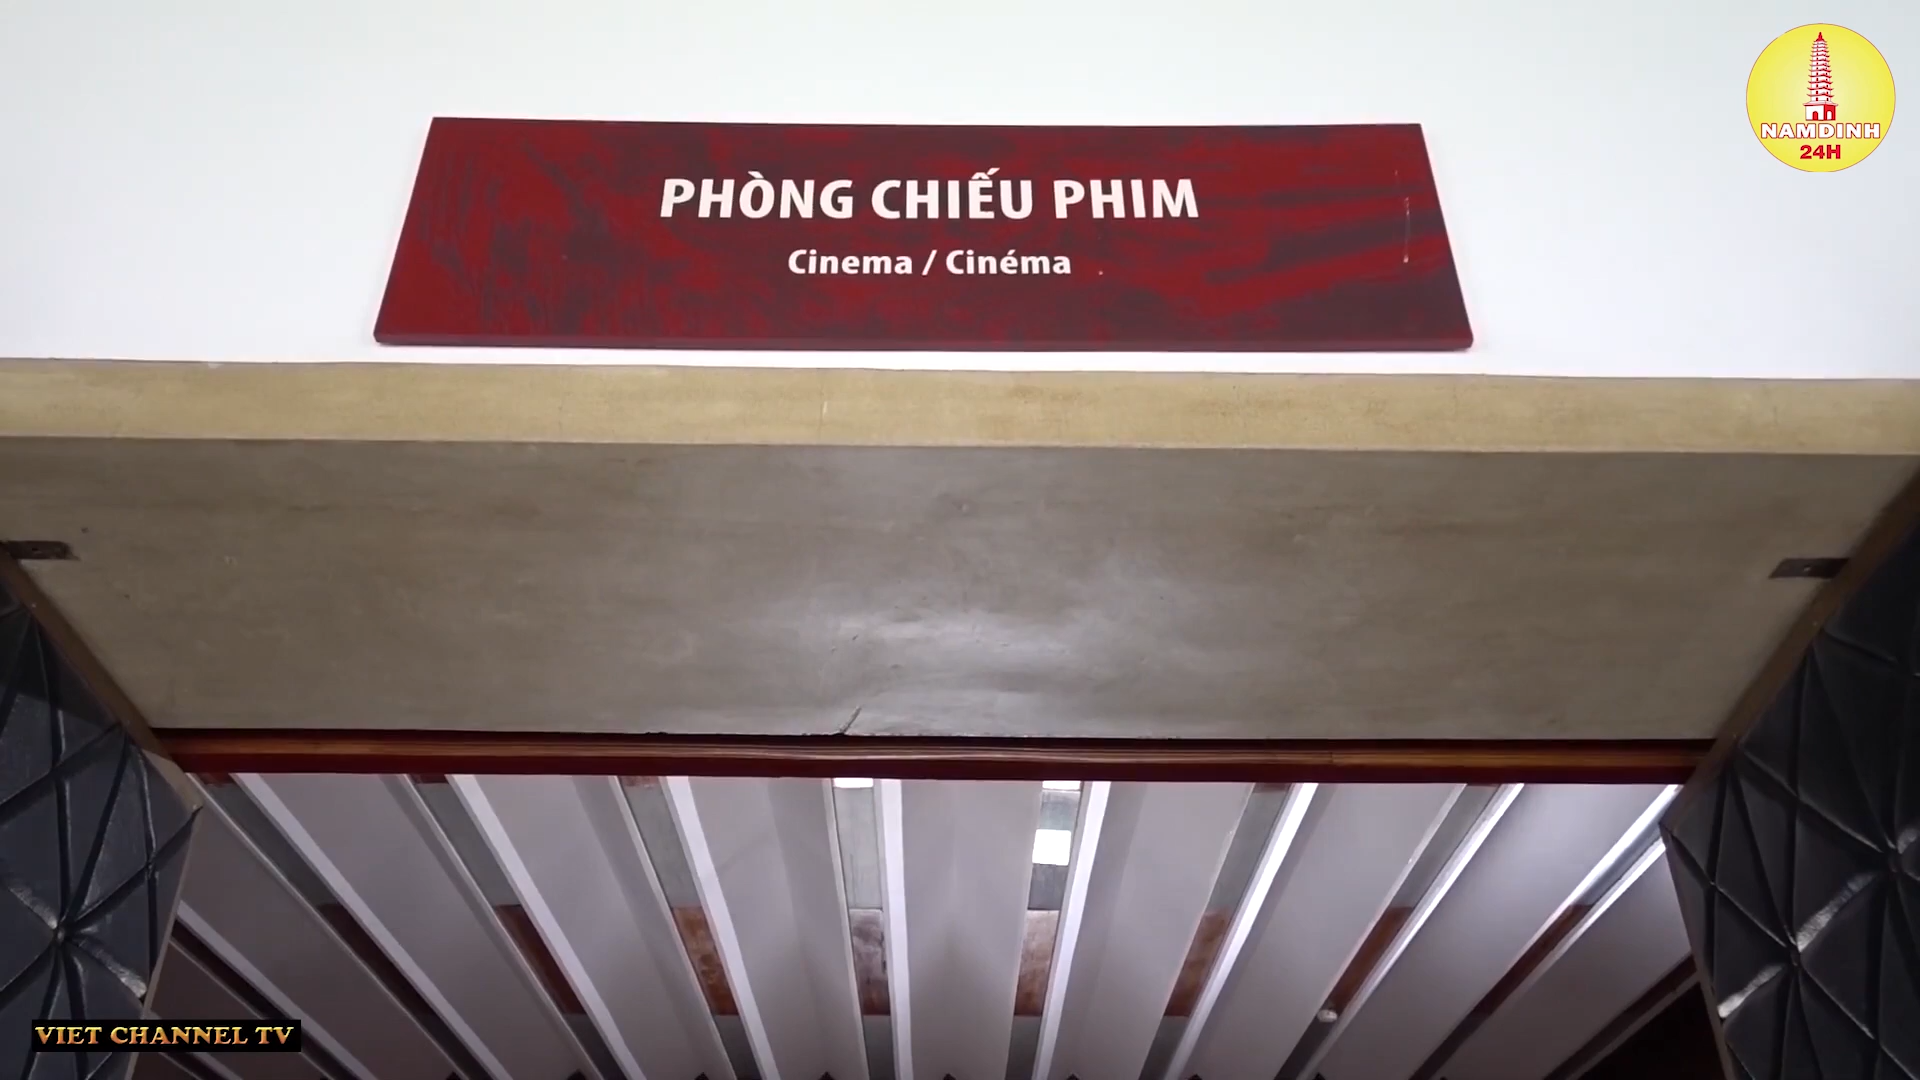 PHÒNG CHIẾU PHIM
Cinema / Cinéma
NAMDINH
24H
VIET CHANNEL TV